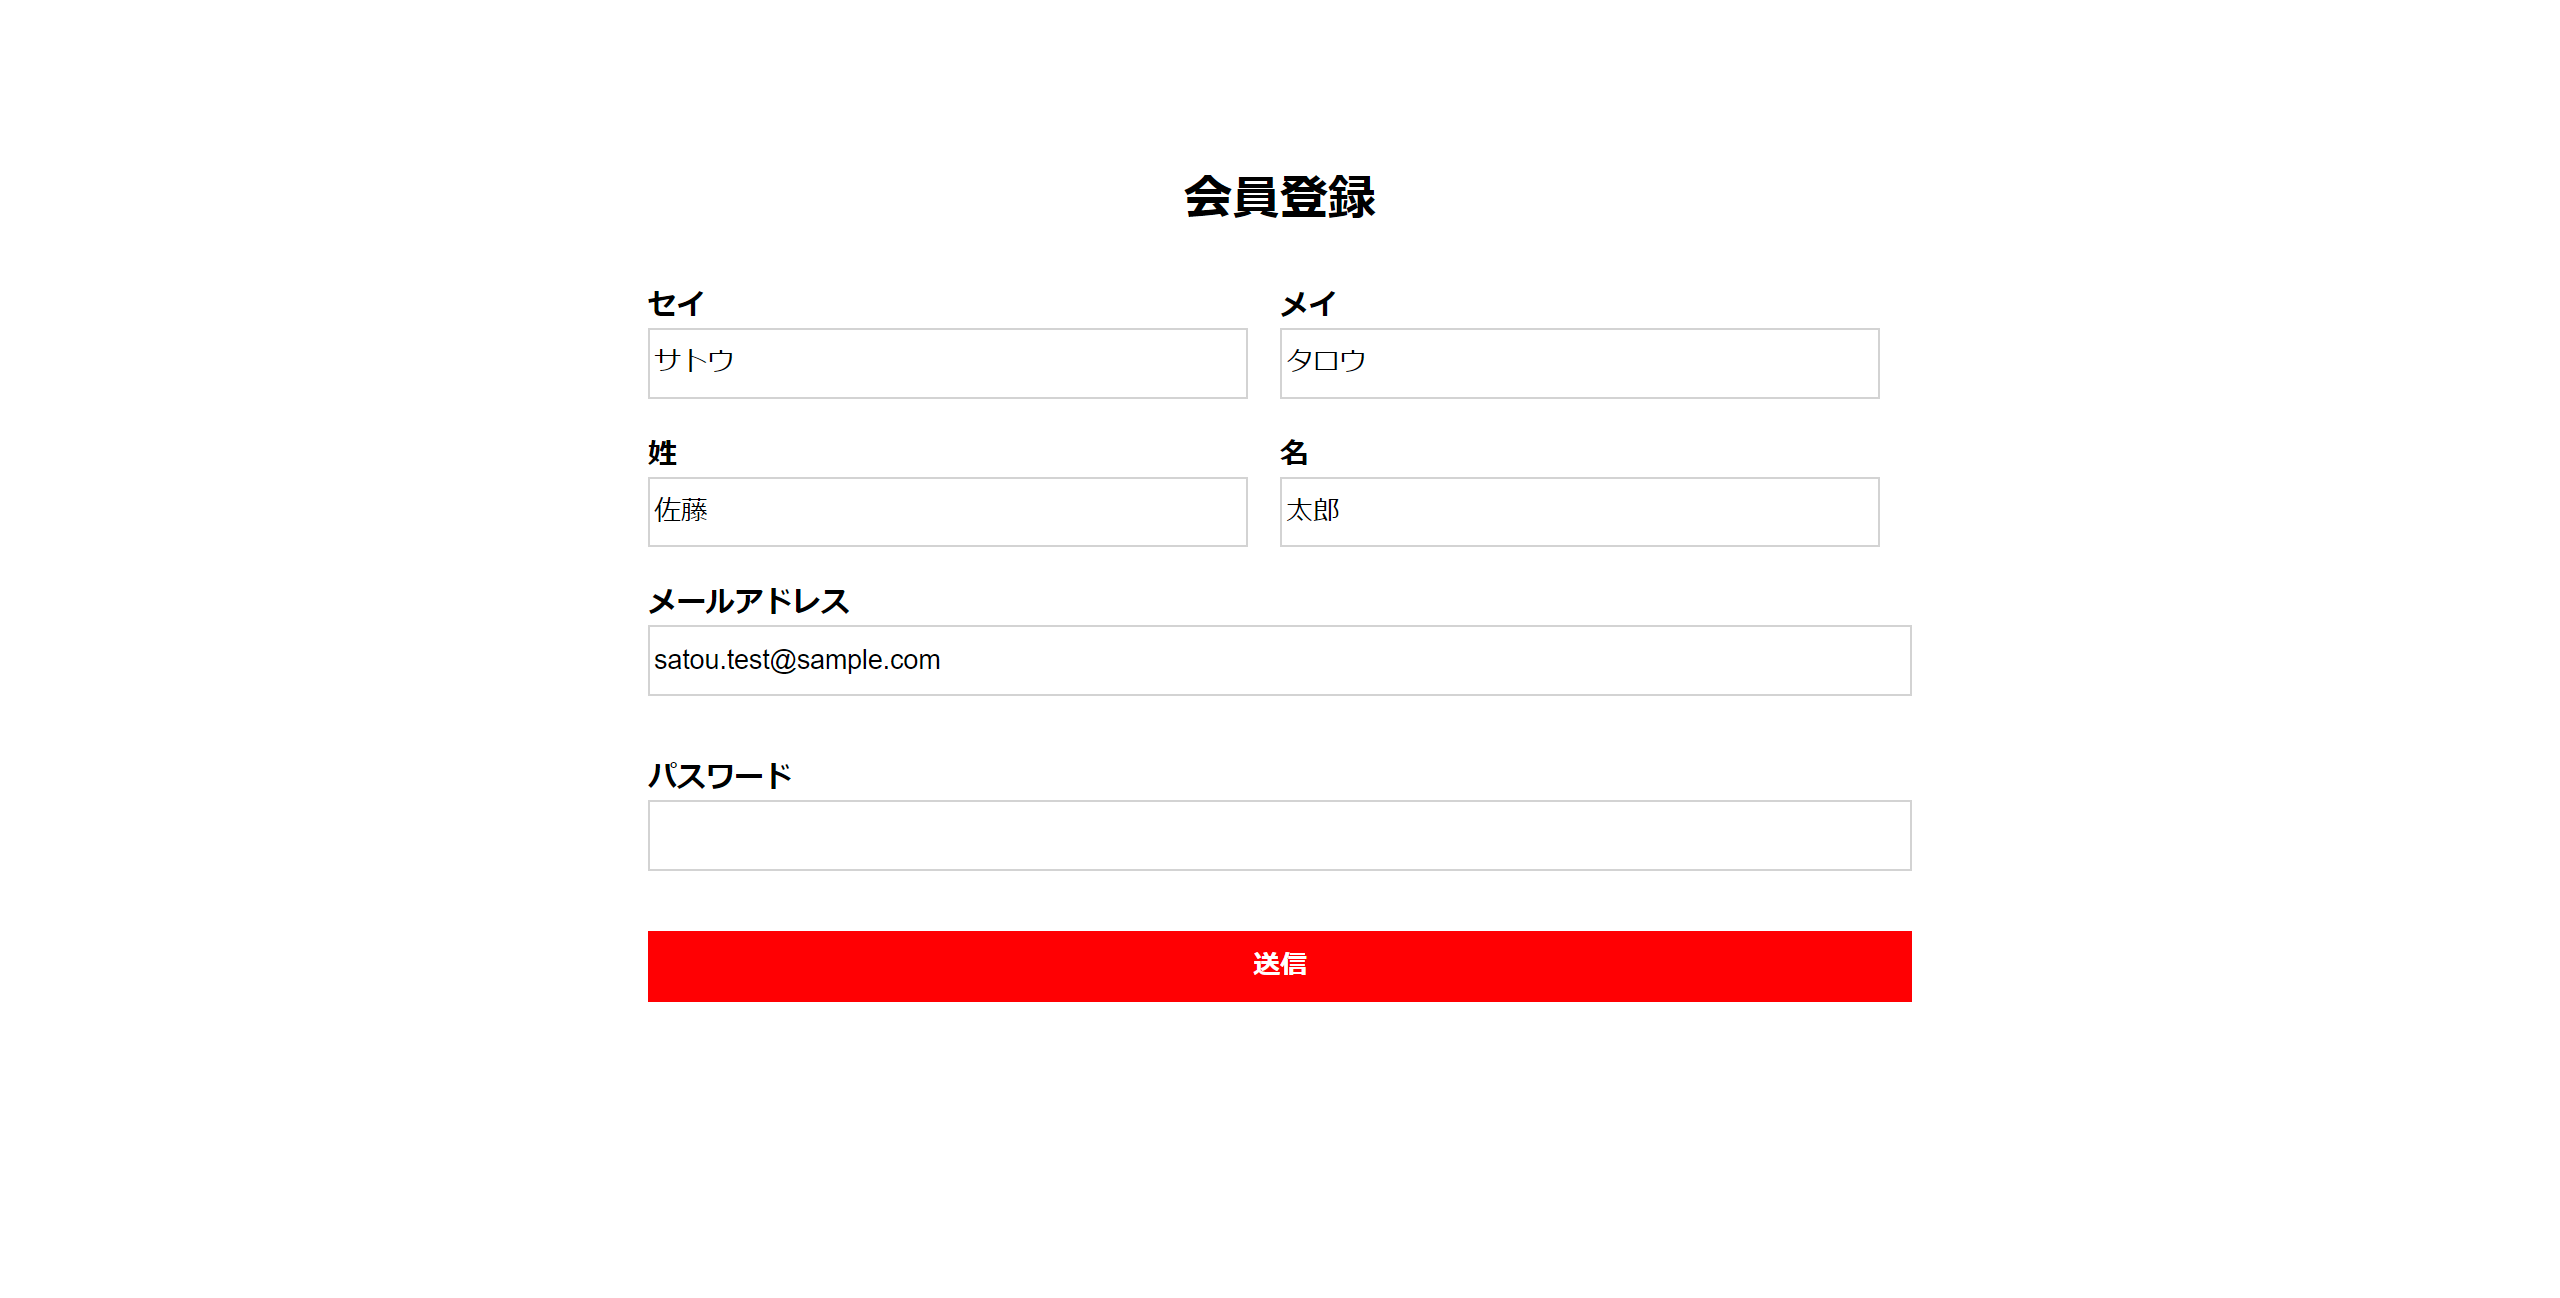 会員登録
セイ メイ
サトウ タロウ
姓 名
佐藤 太郎
メールアドレス
satou.test@sample.com
パスワード
送信